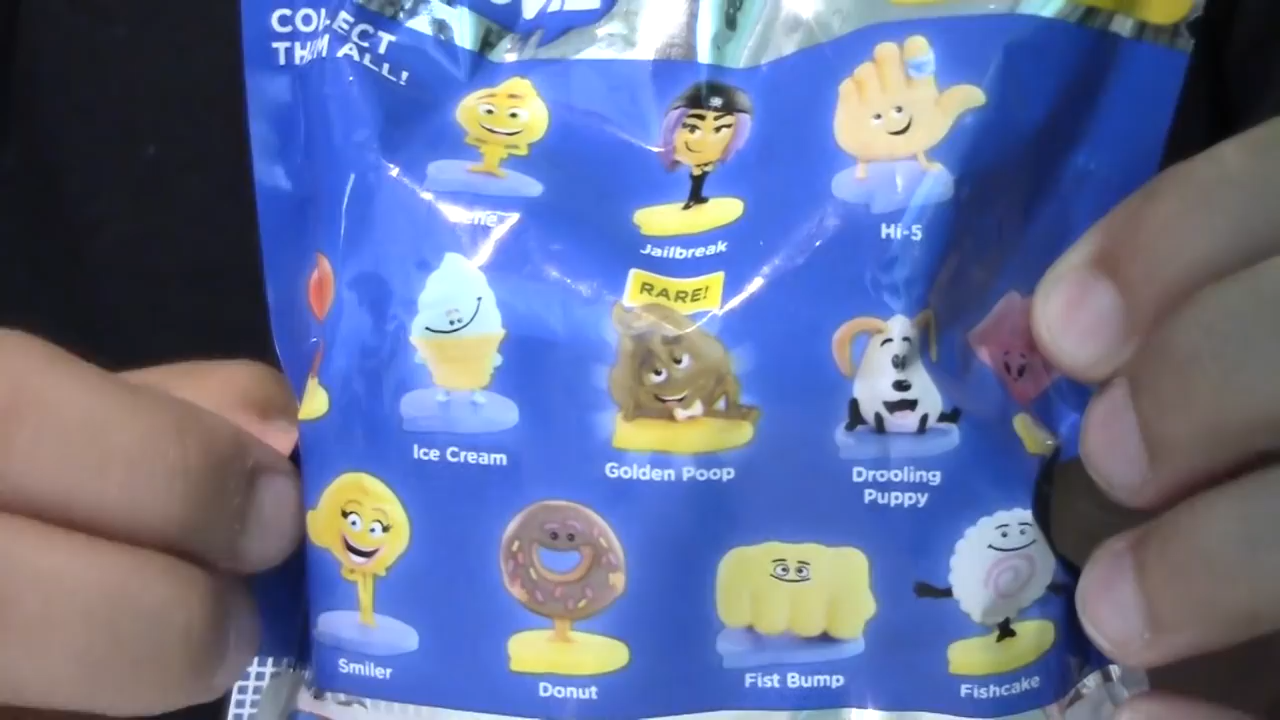 COLLECT
THEM ALL!
Jailbreak
Hi-5
RARE!
Ice Cream
Golden Poop
Drooling
Puppy
Smiler
Donut
Fist Bump
Fishcake